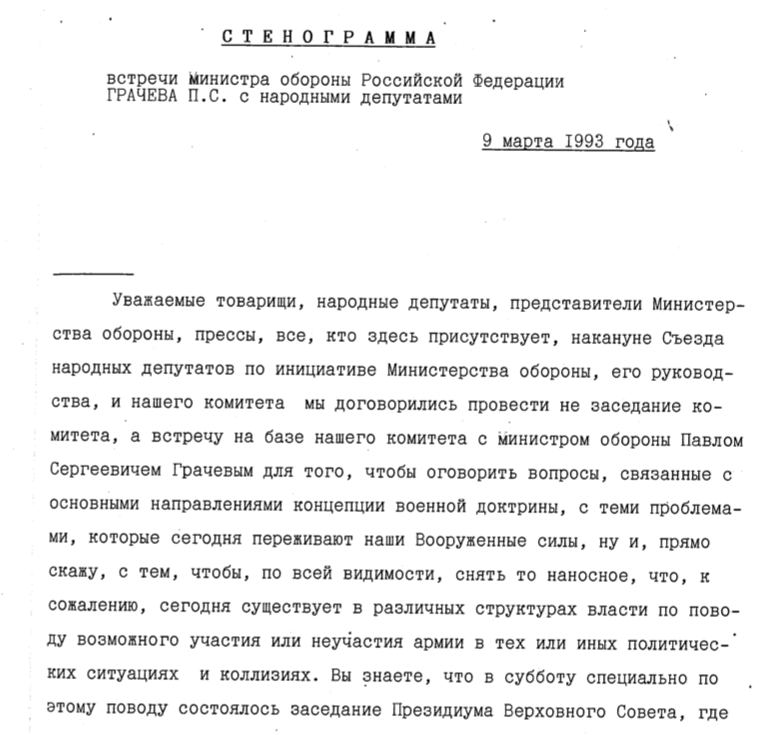 СТЕНОГРАММА
встречи Министра обороны Российской Федерации
ГРАЧЕВА П.С. с народными депутатами
9 марта I993 года
Уважаемые товарищи, народные депутаты, представители Министер-
ства обороны, прессы, все, кто здесь присутствует, накануне Съезда
народных депутатов по инициативе Министерства обороны, его руковод-
ства, и нашего комитета мы договорились провести не заседание ко-
митета, а встречу на базе нашего комитета с министром обороны Павлом
Сергеевичем Грачевым для того, чтобы оговорить вопросы, связанные с
основными направлениями концепции военной доктрины, с теми проблема-
ми, которые сегодня переживают наши Вооруженные силы, ну и, прямо
скажу, с тем, чтобы, по всей видимости, снять то наносное, что, к
сожалению, сегодня существует в различных структурах власти по пово-
ду возможного участия или неучастия армии в тех или иных политичес-
ких ситуациях и коллизиях. Вы знаете, что в субботу специально по
этому поводу состоялось заседание Президиума Верховного Совета, где